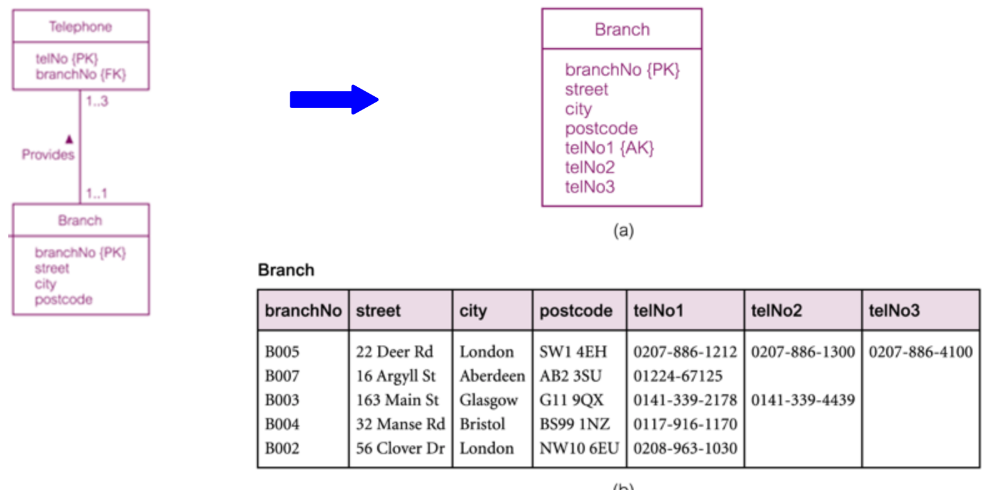 Telephone
telNo {PK}
branchNo {FK}
1..3
Provides
1..1
Branch
branchNo {PK}
street
city
postcode
Branch
branchNo {PK}
street
city
postcode
telNo1 {AK}
telNo2
telNo3
(a)
Branch
branchNo street city postcode telNo1 telNo2 telNo3
B005 22 Deer Rd London SW1 4EH 0207-886-1212 0207-886-1300 0207-886-4100
B007 16 Argyll St Aberdeen AB2 3SU 01224-67125
B003 163 Main St Glasgow G11 9QX 0141-339-2178 0141-339-4439
B004 32 Manse Rd Bristol BS99 1NZ 0117-916-1170
B002 56 Clover Dr London NW10 6EU 0208-963-1030
(b)